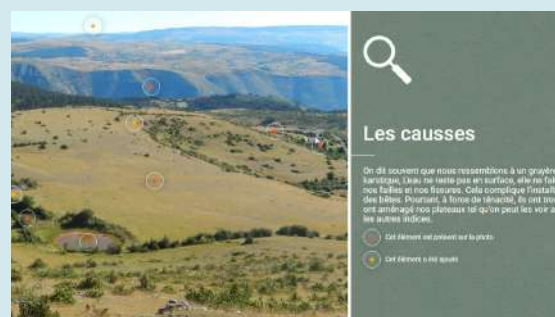 Les causses
On dit souvent que nous ressemblons à un gruyère
karstique. L'eau ne reste pas en surface, elle ne fait
nos failles et nos fissures. Cela complique l'install
des bêtes. Pourtant, à force de ténacité, ils ont trou
ont aménagé nos plateaux tel qu'on peut les voir a
les autres indices.
Cet élément est présent sur la photo
Cet élément a été ajouté